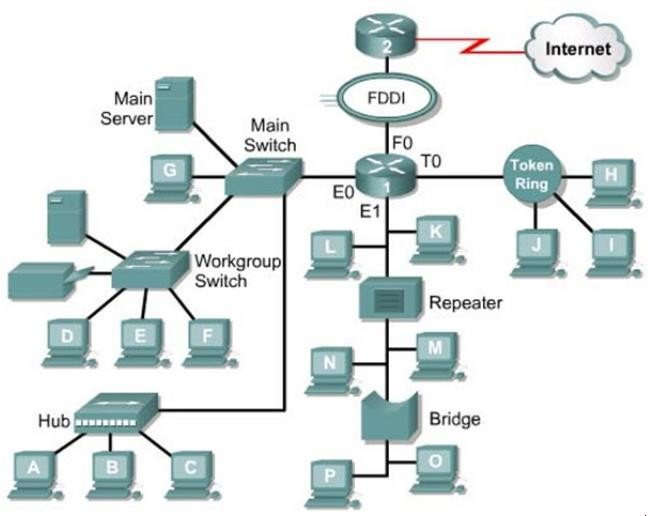 2
Internet
FDDI
Main
Server
Main
Switch
F0
T0
G
E0
1
E1
Token
Ring
H
L
K
J
I
Workgroup
Switch
Repeater
D
E
F
N
M
Hub
Bridge
A
B
C
P
O